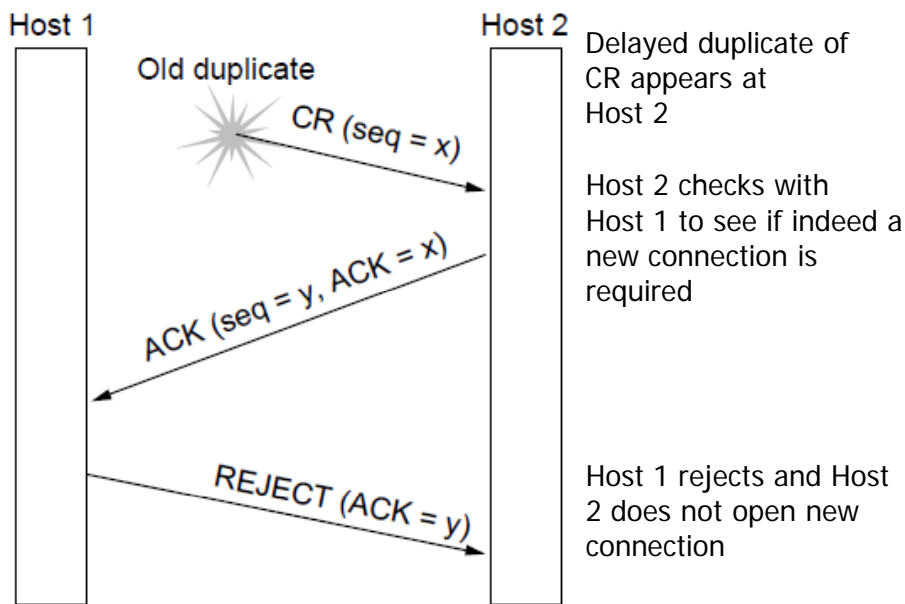 Host 1
Host 2
Old duplicate
CR (seq = x)
Delayed duplicate of
CR appears at
Host 2
Host 2 checks with
Host 1 to see if indeed a
new connection is
required
ACK (seq = y, ACK = x)
REJECT (ACK = y)
Host 1 rejects and Host
2 does not open new
connection